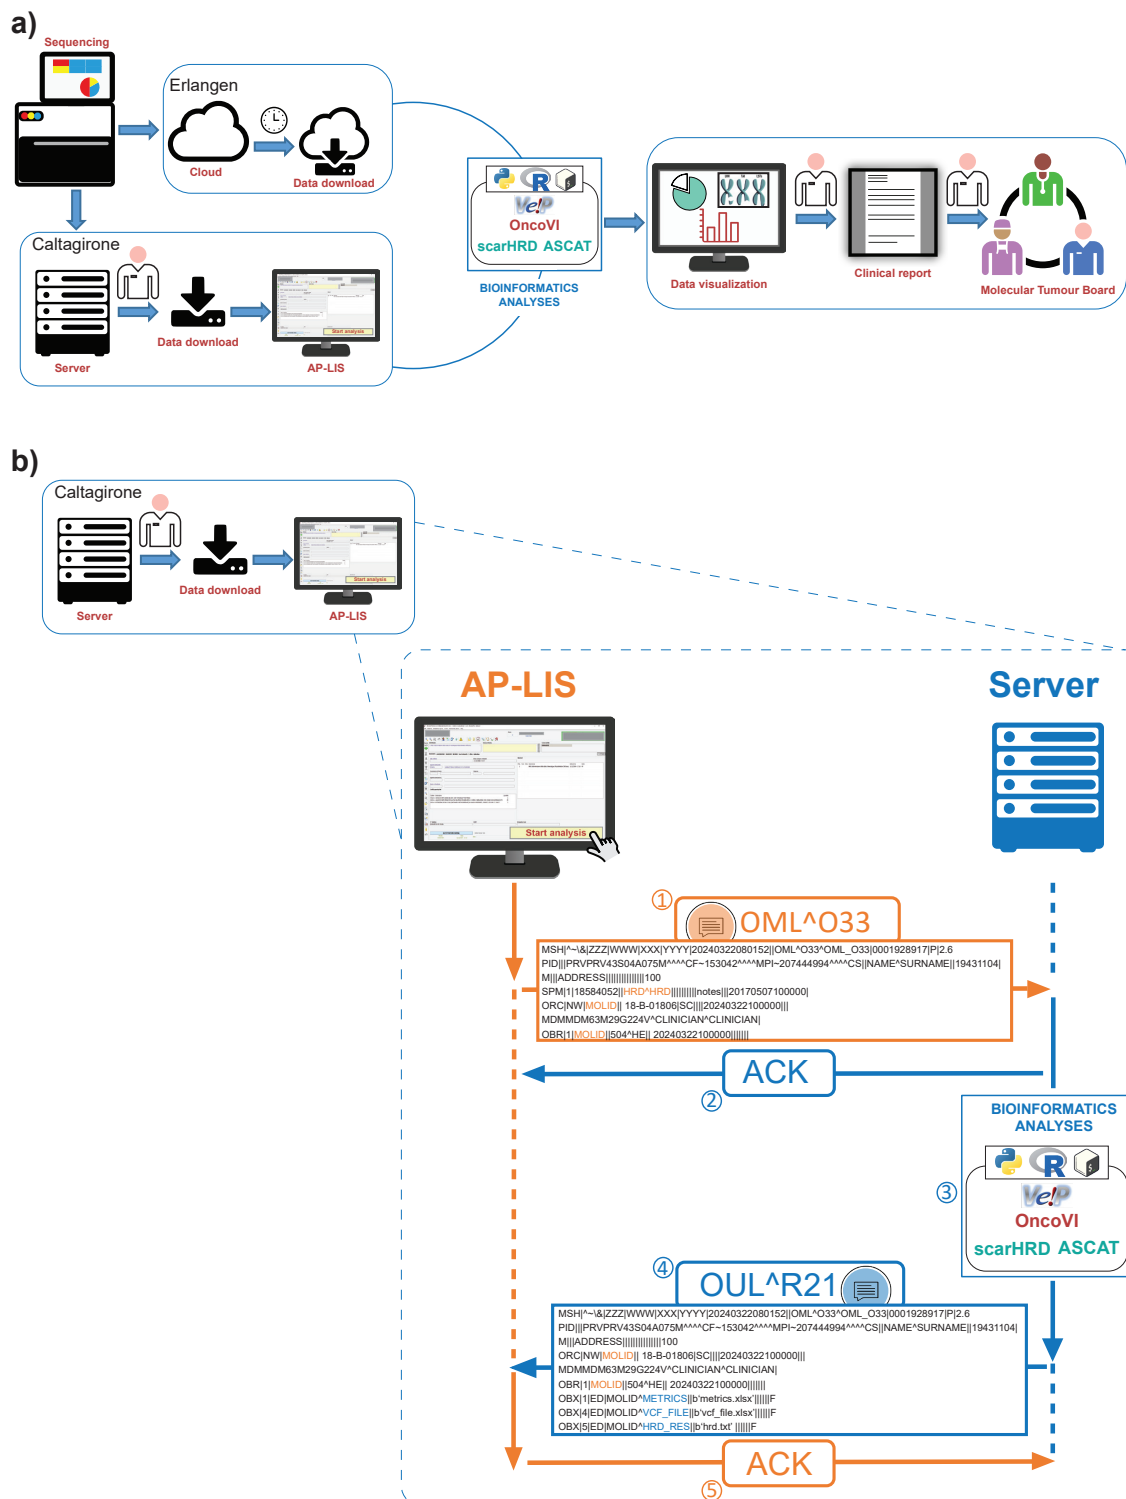 a)
Sequencing
Erlangen
Cloud
Data download
Caltagirone
Server
Data download
Start analysis
AP-LIS
R
Ve!P
OncoVI
scarHRD ASCAT
BIOINFORMATICS
ANALYSES
Data visualization
Clinical report
Molecular Tumour Board
b)
Caltagirone
Server
Data download
Start analysis
AP-LIS
AP-LIS
Server
Start analysis
① OML^O33
MSH|^~\&|ZZZ|WWW|XXX|YYYY|20240322080152||OML^O33^OML_O33|0001928917|P|2.6
PID|||PRVPRV43S04A075M^^^^CF~153042^^^^MPI~207444994^^^^CS||NAME^SURNAME||19431104|
M|||ADDRESS||||||||||||||||100
SPM|1|18584052||HRD^HRD||||||||||notes|||20170507100000|
ORC|NW|MOLID|| 18-B-01806|SC||||20240322100000|||
MDMMDM63M29G224V^CLINICIAN^CLINICIAN|
OBR|1|MOLID||504^HE|| 20240322100000|||||||
ACK
②
BIOINFORMATICS
ANALYSES
R
③
Ve!P
OncoVI
scarHRD ASCAT
④ OUL^R21
MSH|^~\&|ZZZ|WWW|XXX|YYYY|20240322080152||OML^O33^OML_O33|0001928917|P|2.6
PID|||PRVPRV43S04A075M^^^^CF~153042^^^^MPI~207444994^^^^CS||NAME^SURNAME||19431104|
M|||ADDRESS||||||||||||||||100
ORC|NW|MOLID|| 18-B-01806|SC||||20240322100000|||
MDMMDM63M29G224V^CLINICIAN^CLINICIAN|
OBR|1|MOLID||504^HE|| 20240322100000|||||||
OBX|1|ED|MOLID^METRICS||b'metrics.xlsx'||||||F
OBX|4|ED|MOLID^VCF_FILE||b'vcf_file.xlsx'||||||F
OBX|5|ED|MOLID^HRD_RES||b'hrd.txt' ||||||F
ACK
⑤